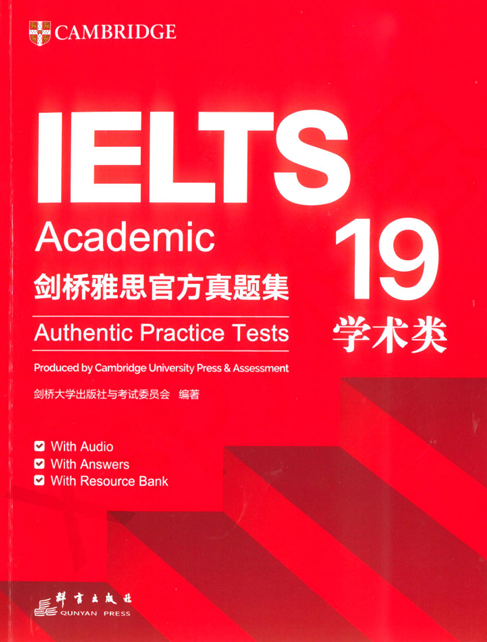 CAMBRIDGE
IELTS
Academic
19
剑桥雅思官方真题集
学术类
Authentic Practice Tests
Produced by Cambridge University Press & Assessment
剑桥大学出版社与考试委员会 编著
With Audio
With Answers
With Resource Bank
群言出版社
QUNYAN PRESS